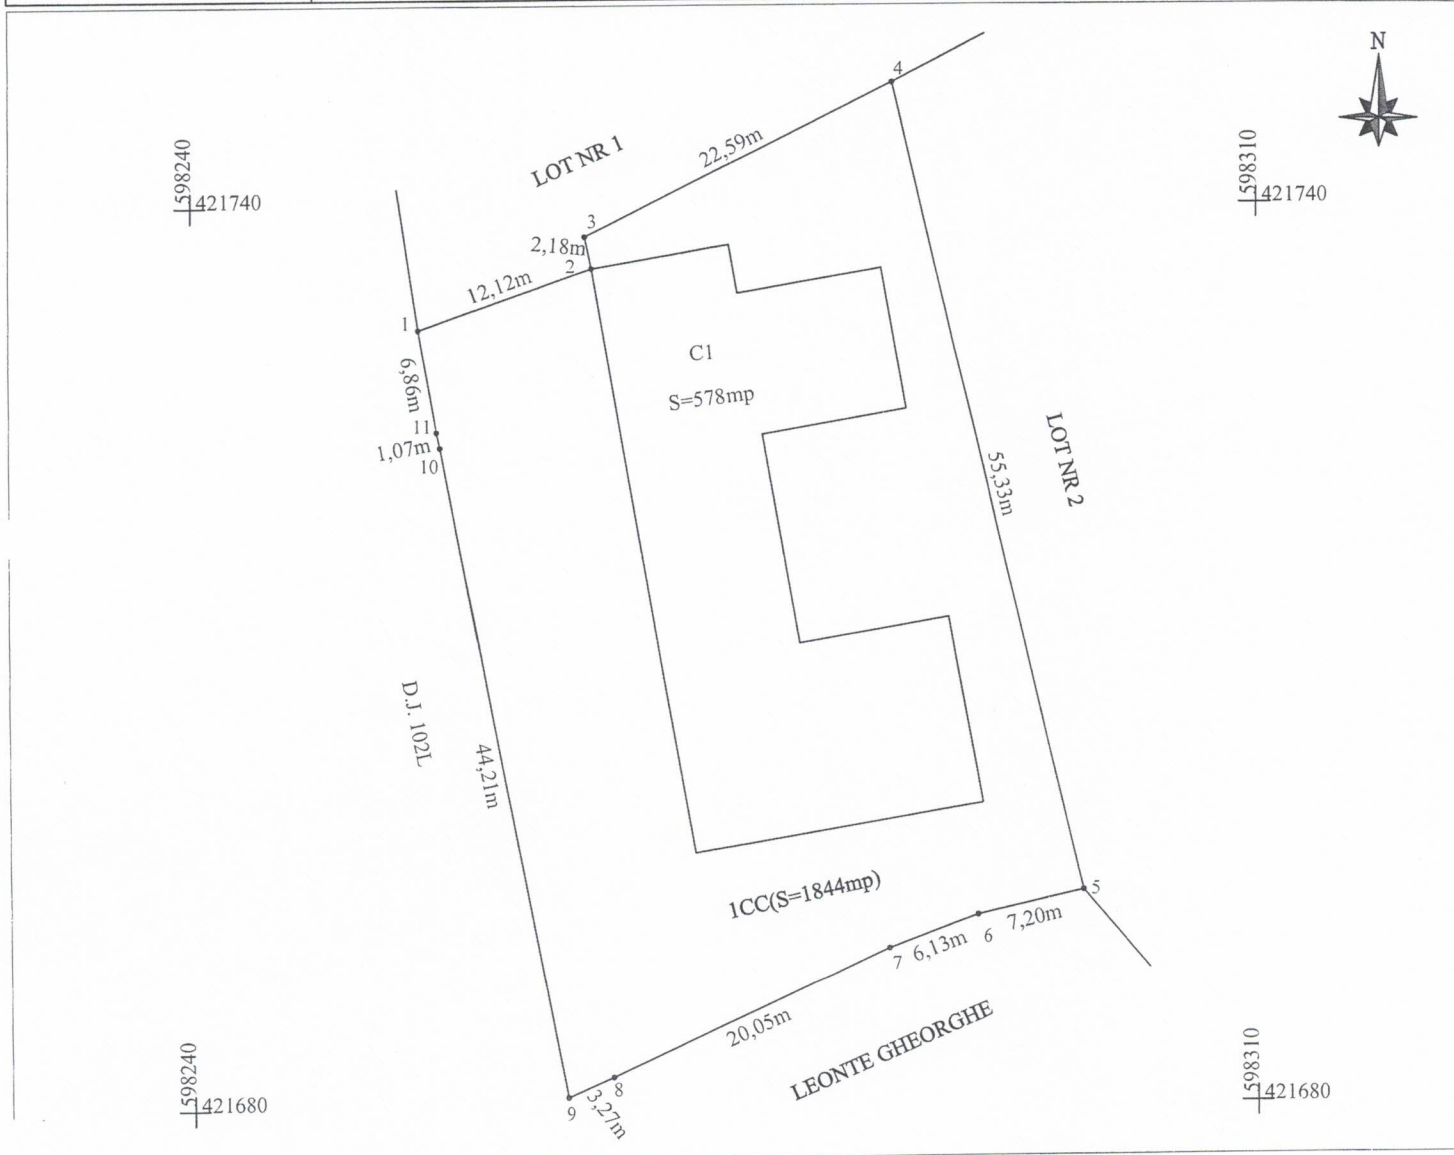 N
4
22,59m
LOT NR 1
598240
421740
598310
421740
3
2,18m
2
12,12m
1
C1
6,86m
S=578mp
11
1,07m
10
LOT NR 2
55,33m
D.J. 102L
44,21m
1CC(S=1844mp)
5
7,20m
6
6,13m
7
20,05m
LEONTE GHEORGHE
598240
421680
598310
421680
8
3,27m
9